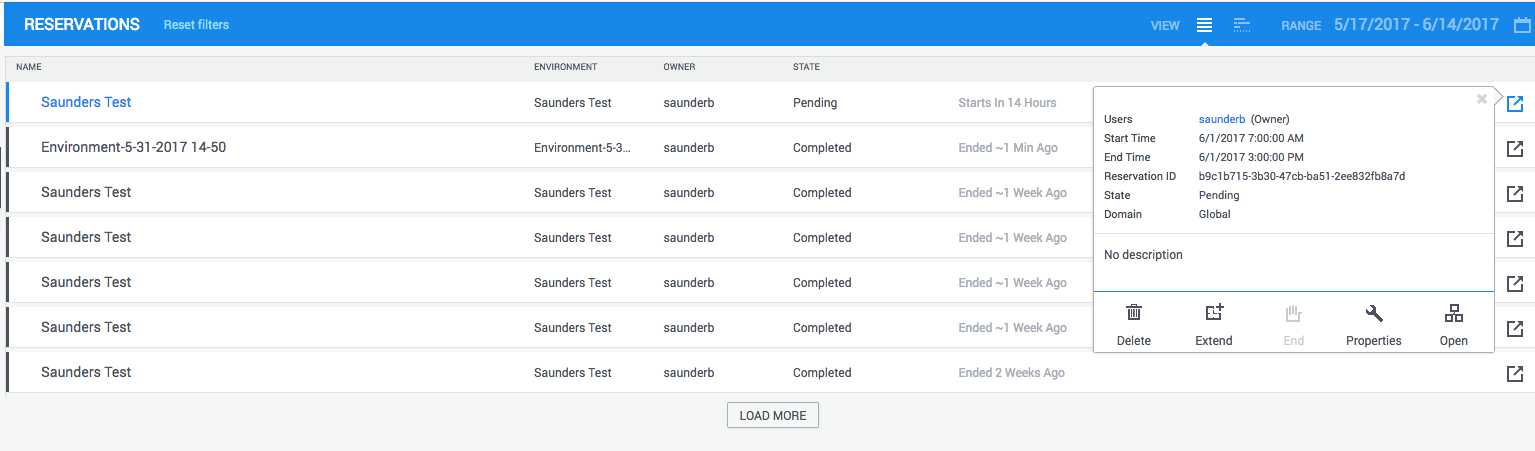 RESERVATIONS Reset filters VIEW RANGE 5/17/2017 - 6/14/2017
NAME ENVIRONMENT OWNER STATE
Saunders Test Saunders Test saunderb Pending Starts In 14 Hours
Environment-5-31-2017 14-50 Environment-5-3... saunderb Completed Ended ~1 Min Ago
Saunders Test Saunders Test saunderb Completed Ended ~1 Week Ago
Saunders Test Saunders Test saunderb Completed Ended ~1 Week Ago
Saunders Test Saunders Test saunderb Completed Ended ~1 Week Ago
Saunders Test Saunders Test saunderb Completed Ended ~1 Week Ago
Saunders Test Saunders Test saunderb Completed Ended 2 Weeks Ago
LOAD MORE
Users saunderb (Owner)
Start Time 6/1/2017 7:00:00 AM
End Time 6/1/2017 3:00:00 PM
Reservation ID b9c1b715-3b30-47cb-ba51-2ee832fb8a7d
State Pending
Domain Global
No description
Delete Extend End Properties Open